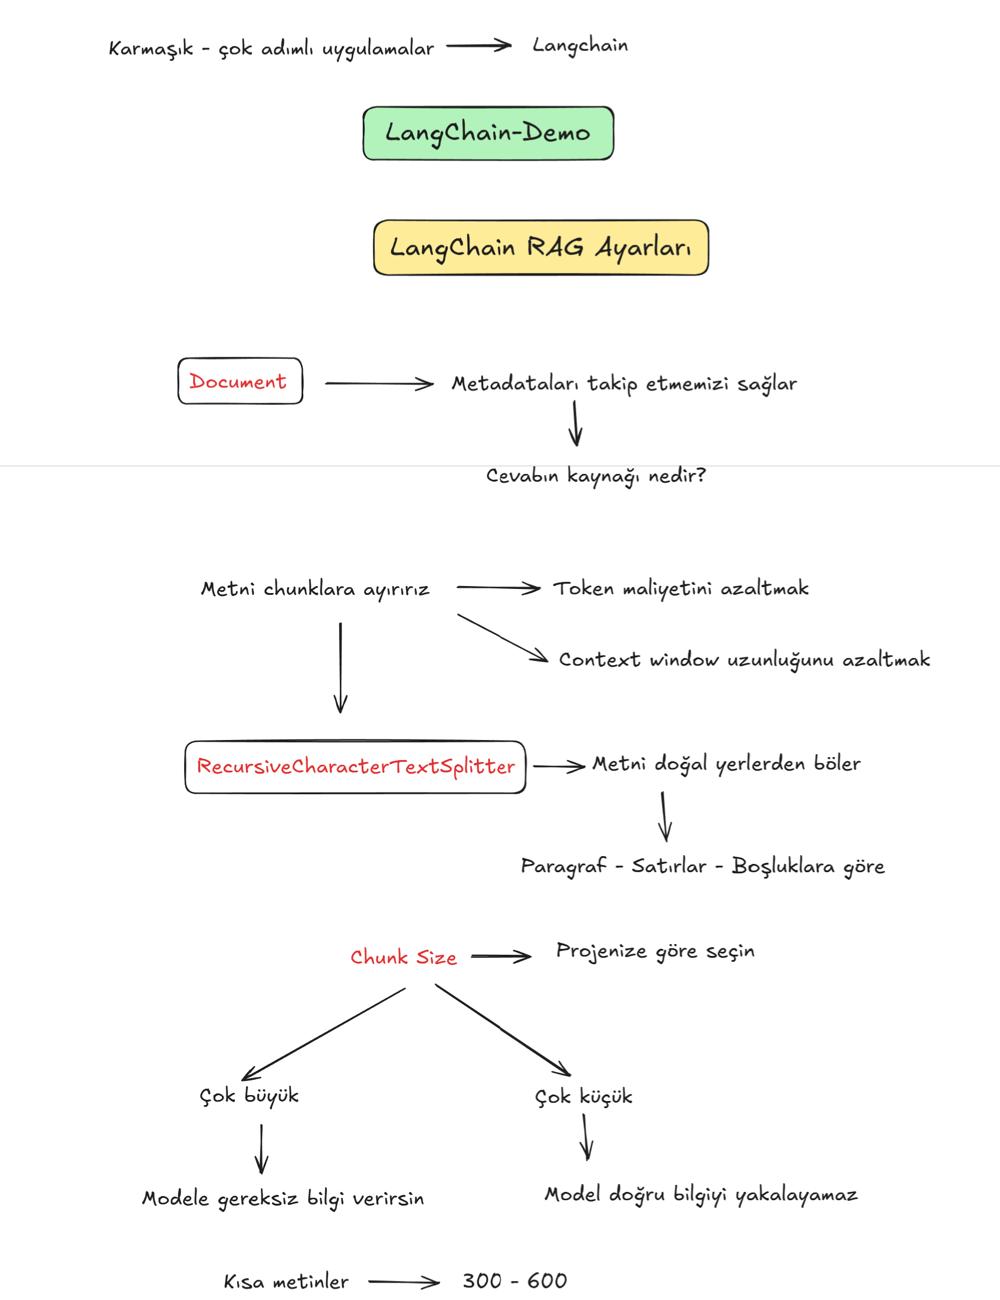 Karmaşık - çok adımlı uygulamalar
Langchain
LangChain-Demo
LangChain RAG Ayarları
Document
Metadataları takip etmemizi sağlar
Cevabın kaynağı nedir?
Metni chunklara ayırırız
Token maliyetini azaltmak
Context window uzunluğunu azaltmak
RecursiveCharacterTextSplitter
Metni doğal yerlerden böler
Paragraf - Satırlar - Boşluklara göre
Chunk Size
Projenize göre seçin
Çok büyük
Çok küçük
Modele gereksiz bilgi verirsin
Model doğru bilgiyi yakalayamaz
Kısa metinler
300 - 600